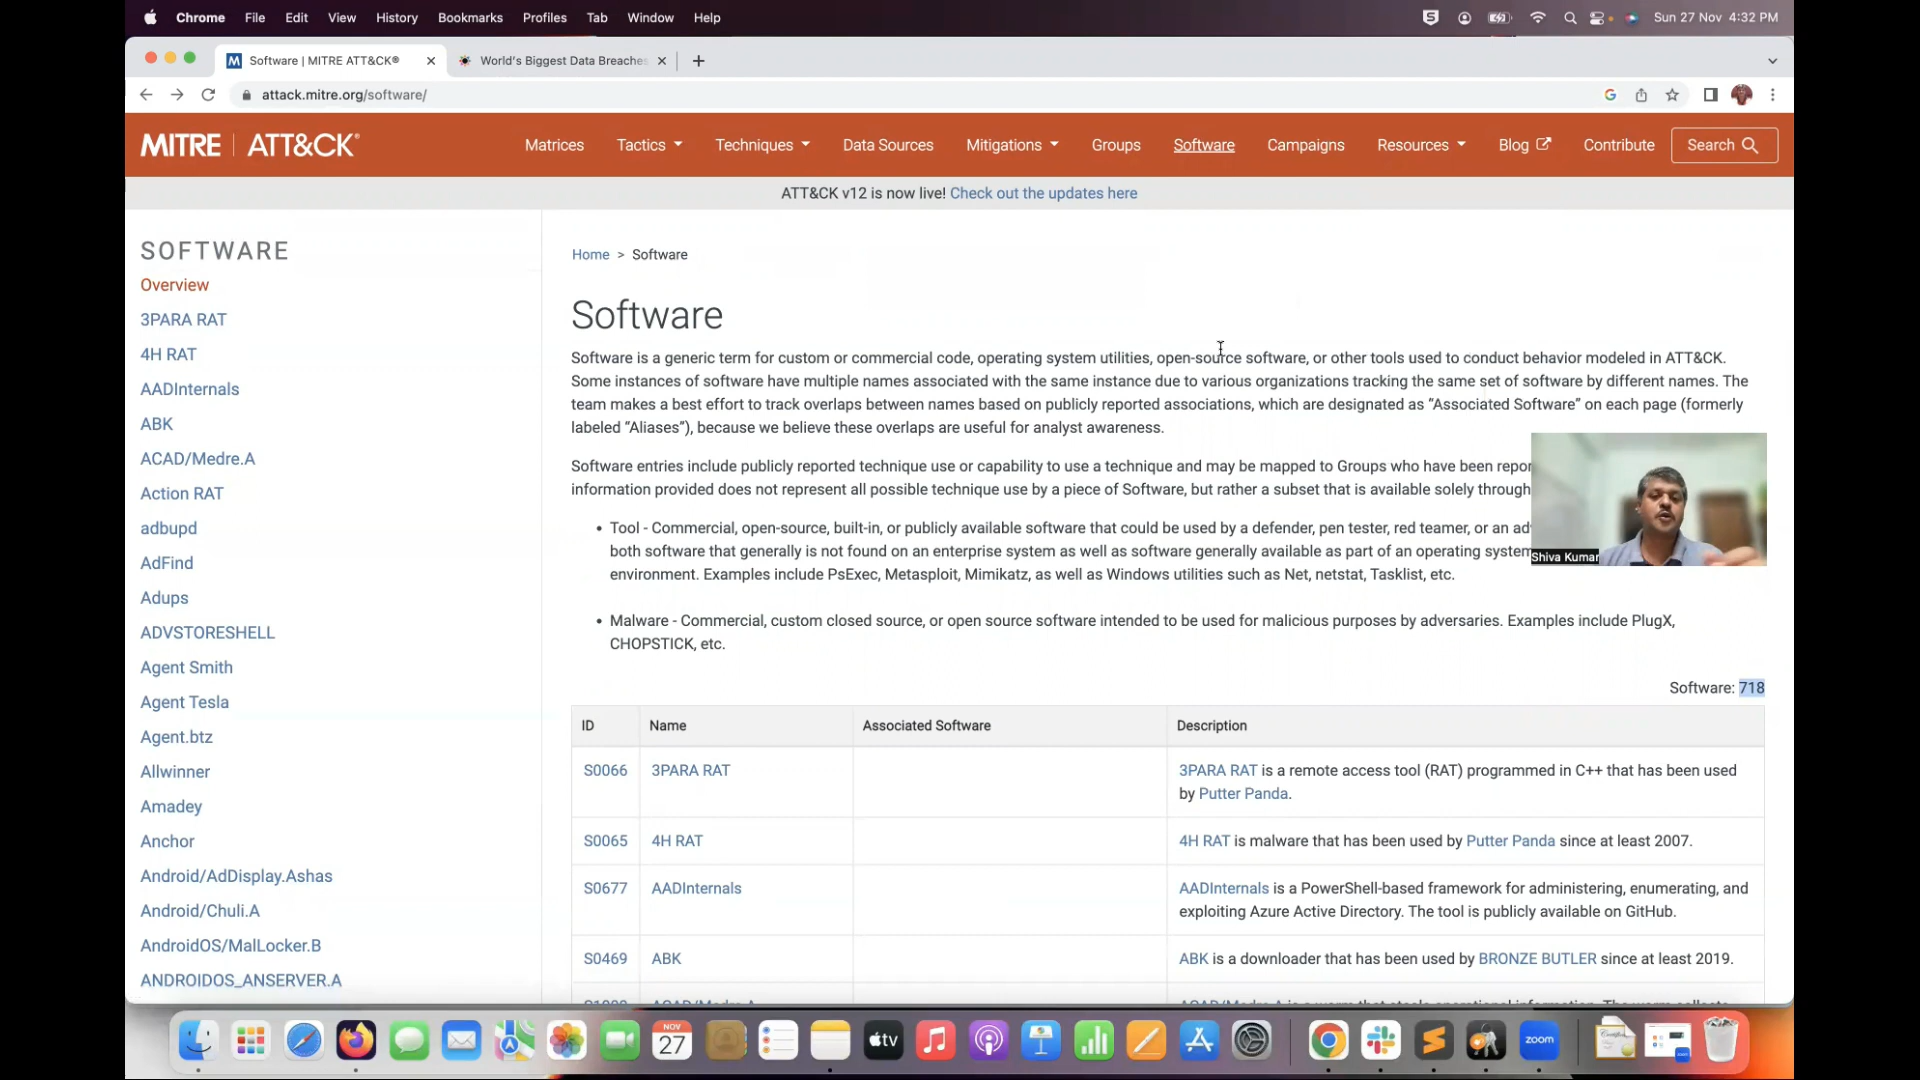 Chrome File Edit View History Bookmarks Profiles Tab Window Help Sun 27 Nov 4:32 PM
Software | MITRE ATT&CK® World's Biggest Data Breaches
attack.mitre.org/software/
MITRE | ATT&CK® Matrices Tactics Techniques Data Sources Mitigations Groups Software Campaigns Resources Blog Contribute Search
ATT&CK v12 is now live! Check out the updates here
SOFTWARE
Overview
3PARA RAT
4H RAT
AADInternals
ABK
ACAD/Medre.A
Action RAT
adbupd
AdFind
Adups
ADVSTORESHELL
Agent Smith
Agent Tesla
Agent.btz
Allwinner
Amadey
Anchor
Android/AdDisplay.Ashas
Android/Chuli.A
AndroidOS/MalLocker.B
ANDROIDOS_ANSERVER.A
Home > Software
Software
Software is a generic term for custom or commercial code, operating system utilities, open-source software, or other tools used to conduct behavior modeled in ATT&CK.
Some instances of software have multiple names associated with the same instance due to various organizations tracking the same set of software by different names. The
team makes a best effort to track overlaps between names based on publicly reported associations, which are designated as “Associated Software” on each page (formerly
labeled “Aliases”), because we believe these overlaps are useful for analyst awareness.
Software entries include publicly reported technique use or capability to use a technique and may be mapped to Groups who have been
information provided does not represent all possible technique use by a piece of Software, but rather a subset that is available solely through
• Tool - Commercial, open-source, built-in, or publicly available software that could be used by a defender, pen tester, red teamer, or an
both software that generally is not found on an enterprise system as well as software generally available as part of an operating system
environment. Examples include PsExec, Metasploit, Mimikatz, as well as Windows utilities such as Net, netstat, Tasklist, etc.
Shiva Kumar
• Malware - Commercial, custom closed source, or open source software intended to be used for malicious purposes by adversaries. Examples include PlugX,
CHOPSTICK, etc.
Software: 718
ID Name Associated Software Description
S0066 3PARA RAT 3PARA RAT is a remote access tool (RAT) programmed in C++ that has been used
by Putter Panda.
S0065 4H RAT 4H RAT is malware that has been used by Putter Panda since at least 2007.
S0677 AADInternals AADInternals is a PowerShell-based framework for administering, enumerating, and
exploiting Azure Active Directory. The tool is publicly available on GitHub.
S0469 ABK ABK is a downloader that has been used by BRONZE BUTLER since at least 2019.
NOV
27
tv
zoom